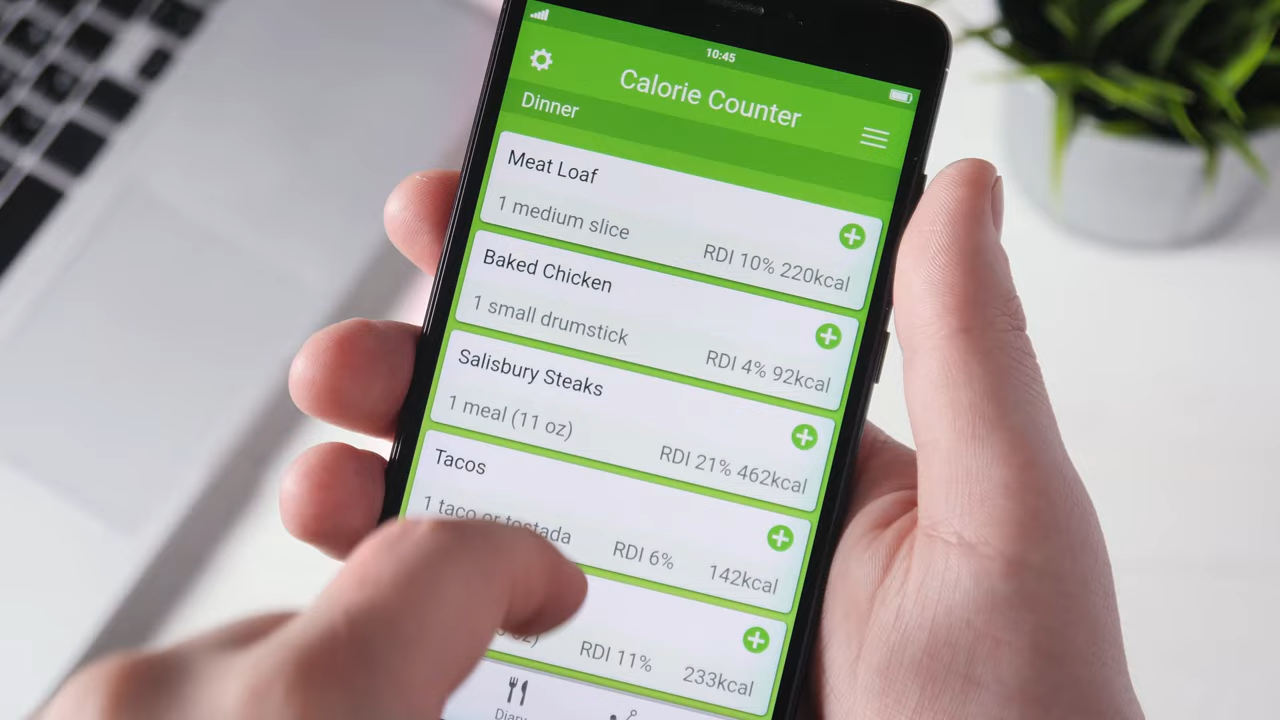 10:45
Calorie Counter
Dinner
Meat Loaf
1 medium slice RDI 10% 220kcal
Baked Chicken
1 small drumstick RDI 4% 92kcal
Salisbury Steaks
1 meal (11 oz) RDI 21% 462kcal
Tacos
1 taco or tostada RDI 6% 142kcal
oz) RDI 11% 233kcal
Diary